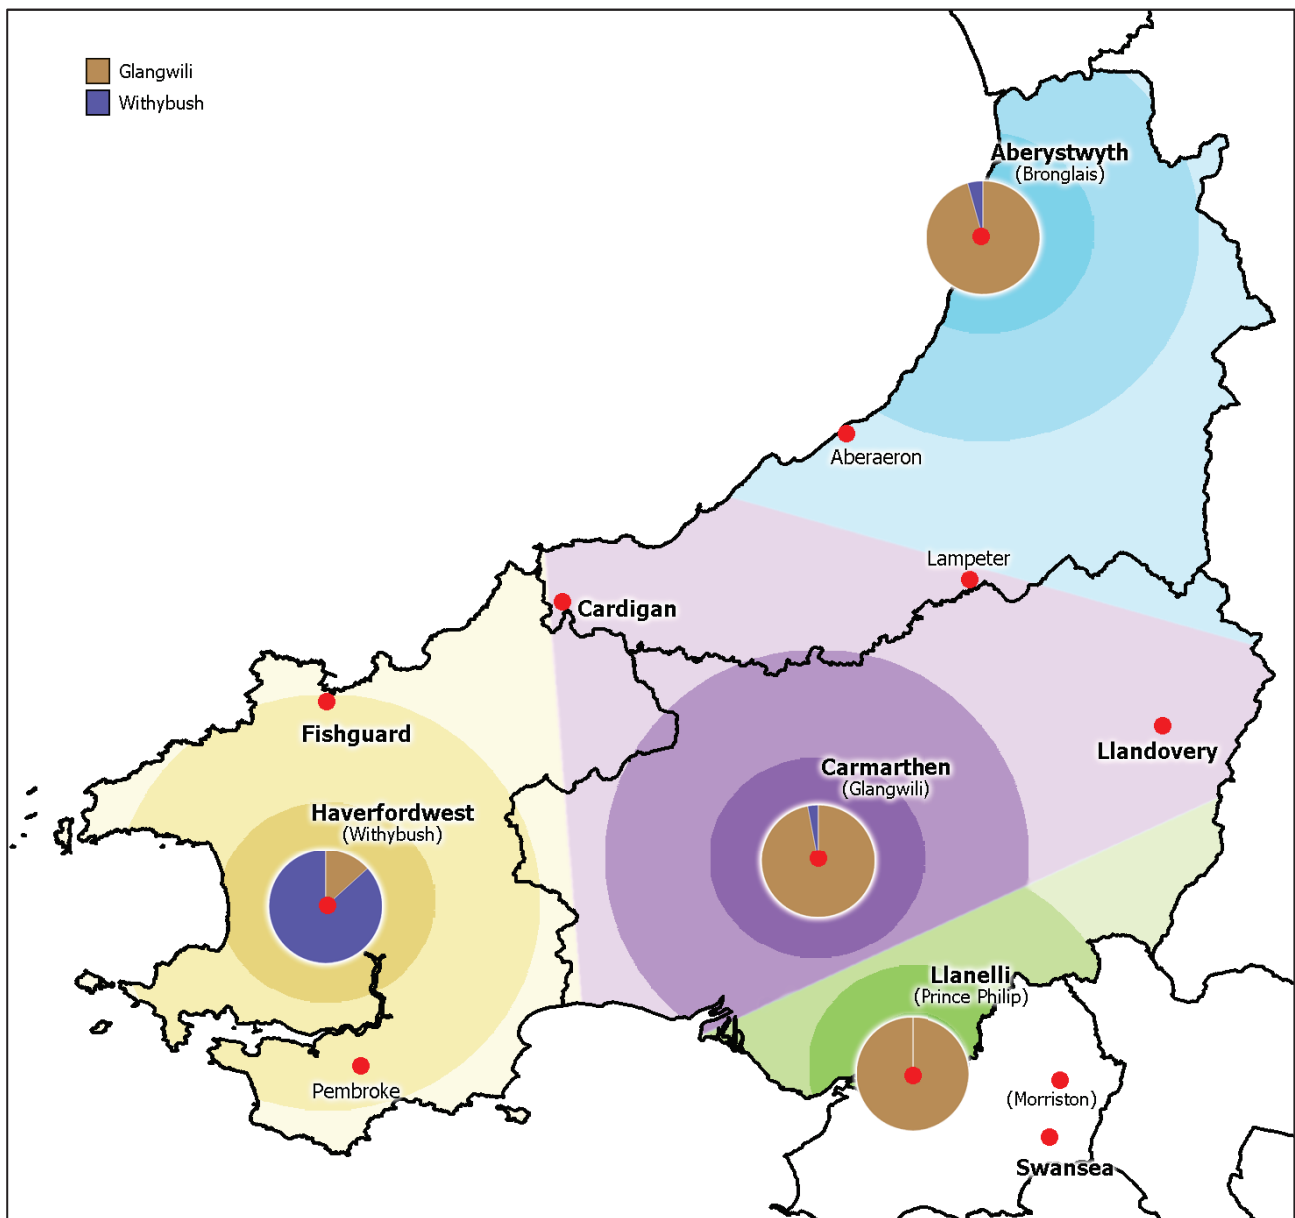 Glangwili
Withybush
Aberystwyth
(Bronglais)
Aberaeron
Lampeter
Cardigan
Fishguard
Llandovery
Carmarthen
(Glangwili)
Haverfordwest
(Withybush)
Llanelli
(Prince Philip)
Pembroke
(Morriston)
Swansea